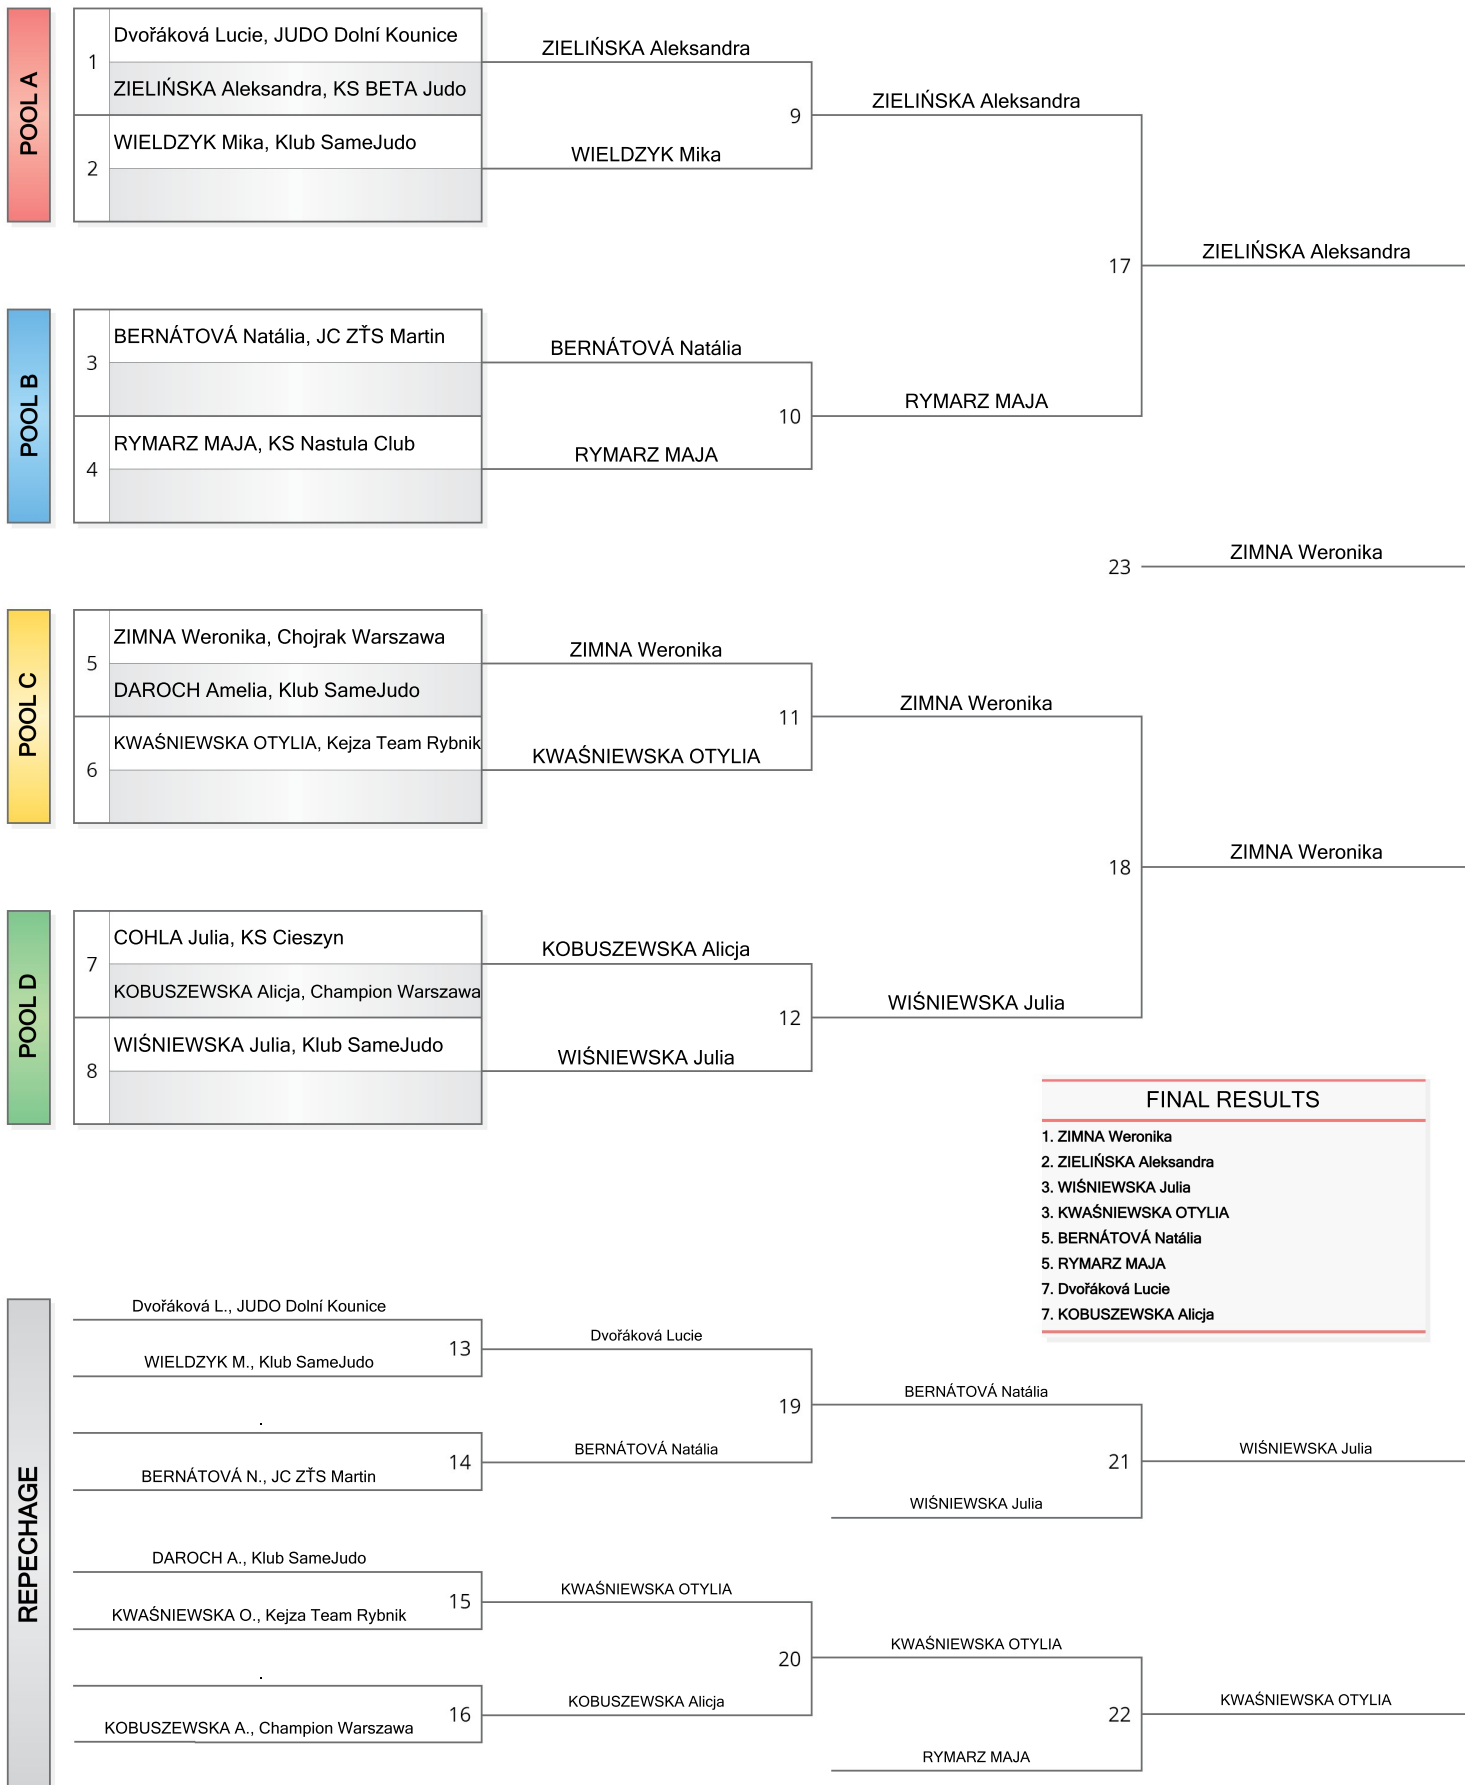 POOL A
1
Dvořáková Lucie, JUDO Dolní Kounice
ZIELIŃSKA Aleksandra, KS BETA Judo
2
WIELDZYK Mika, Klub SameJudo
ZIELIŃSKA Aleksandra
9
WIELDZYK Mika
ZIELIŃSKA Aleksandra
17
ZIELIŃSKA Aleksandra
POOL B
3
BERNÁTOVÁ Natália, JC ZŤS Martin
4
RYMARZ MAJA, KS Nastula Club
BERNÁTOVÁ Natália
10
RYMARZ MAJA
RYMARZ MAJA
23
ZIMNA Weronika
POOL C
5
ZIMNA Weronika, Chojrak Warszawa
DAROCH Amelia, Klub SameJudo
6
KWAŚNIEWSKA OTYLIA, Kejza Team Rybnik
ZIMNA Weronika
11
KWAŚNIEWSKA OTYLIA
ZIMNA Weronika
18
ZIMNA Weronika
POOL D
7
COHLA Julia, KS Cieszyn
KOBUSZEWSKA Alicja, Champion Warszawa
8
WIŚNIEWSKA Julia, Klub SameJudo
KOBUSZEWSKA Alicja
12
WIŚNIEWSKA Julia
WIŚNIEWSKA Julia
FINAL RESULTS
1. ZIMNA Weronika
2. ZIELIŃSKA Aleksandra
3. WIŚNIEWSKA Julia
3. KWAŚNIEWSKA OTYLIA
5. BERNÁTOVÁ Natália
5. RYMARZ MAJA
7. Dvořáková Lucie
7. KOBUSZEWSKA Alicja
REPECHAGE
Dvořáková L., JUDO Dolní Kounice
13
WIELDZYK M., Klub SameJudo
.
14
BERNÁTOVÁ N., JC ZŤS Martin
Dvořáková Lucie
19
BERNÁTOVÁ Natália
BERNÁTOVÁ Natália
21
WIŚNIEWSKA Julia
WIŚNIEWSKA Julia
DAROCH A., Klub SameJudo
15
KWAŚNIEWSKA O., Kejza Team Rybnik
.
16
KOBUSZEWSKA A., Champion Warszawa
KWAŚNIEWSKA OTYLIA
20
KOBUSZEWSKA Alicja
KWAŚNIEWSKA OTYLIA
22
RYMARZ MAJA
KWAŚNIEWSKA OTYLIA